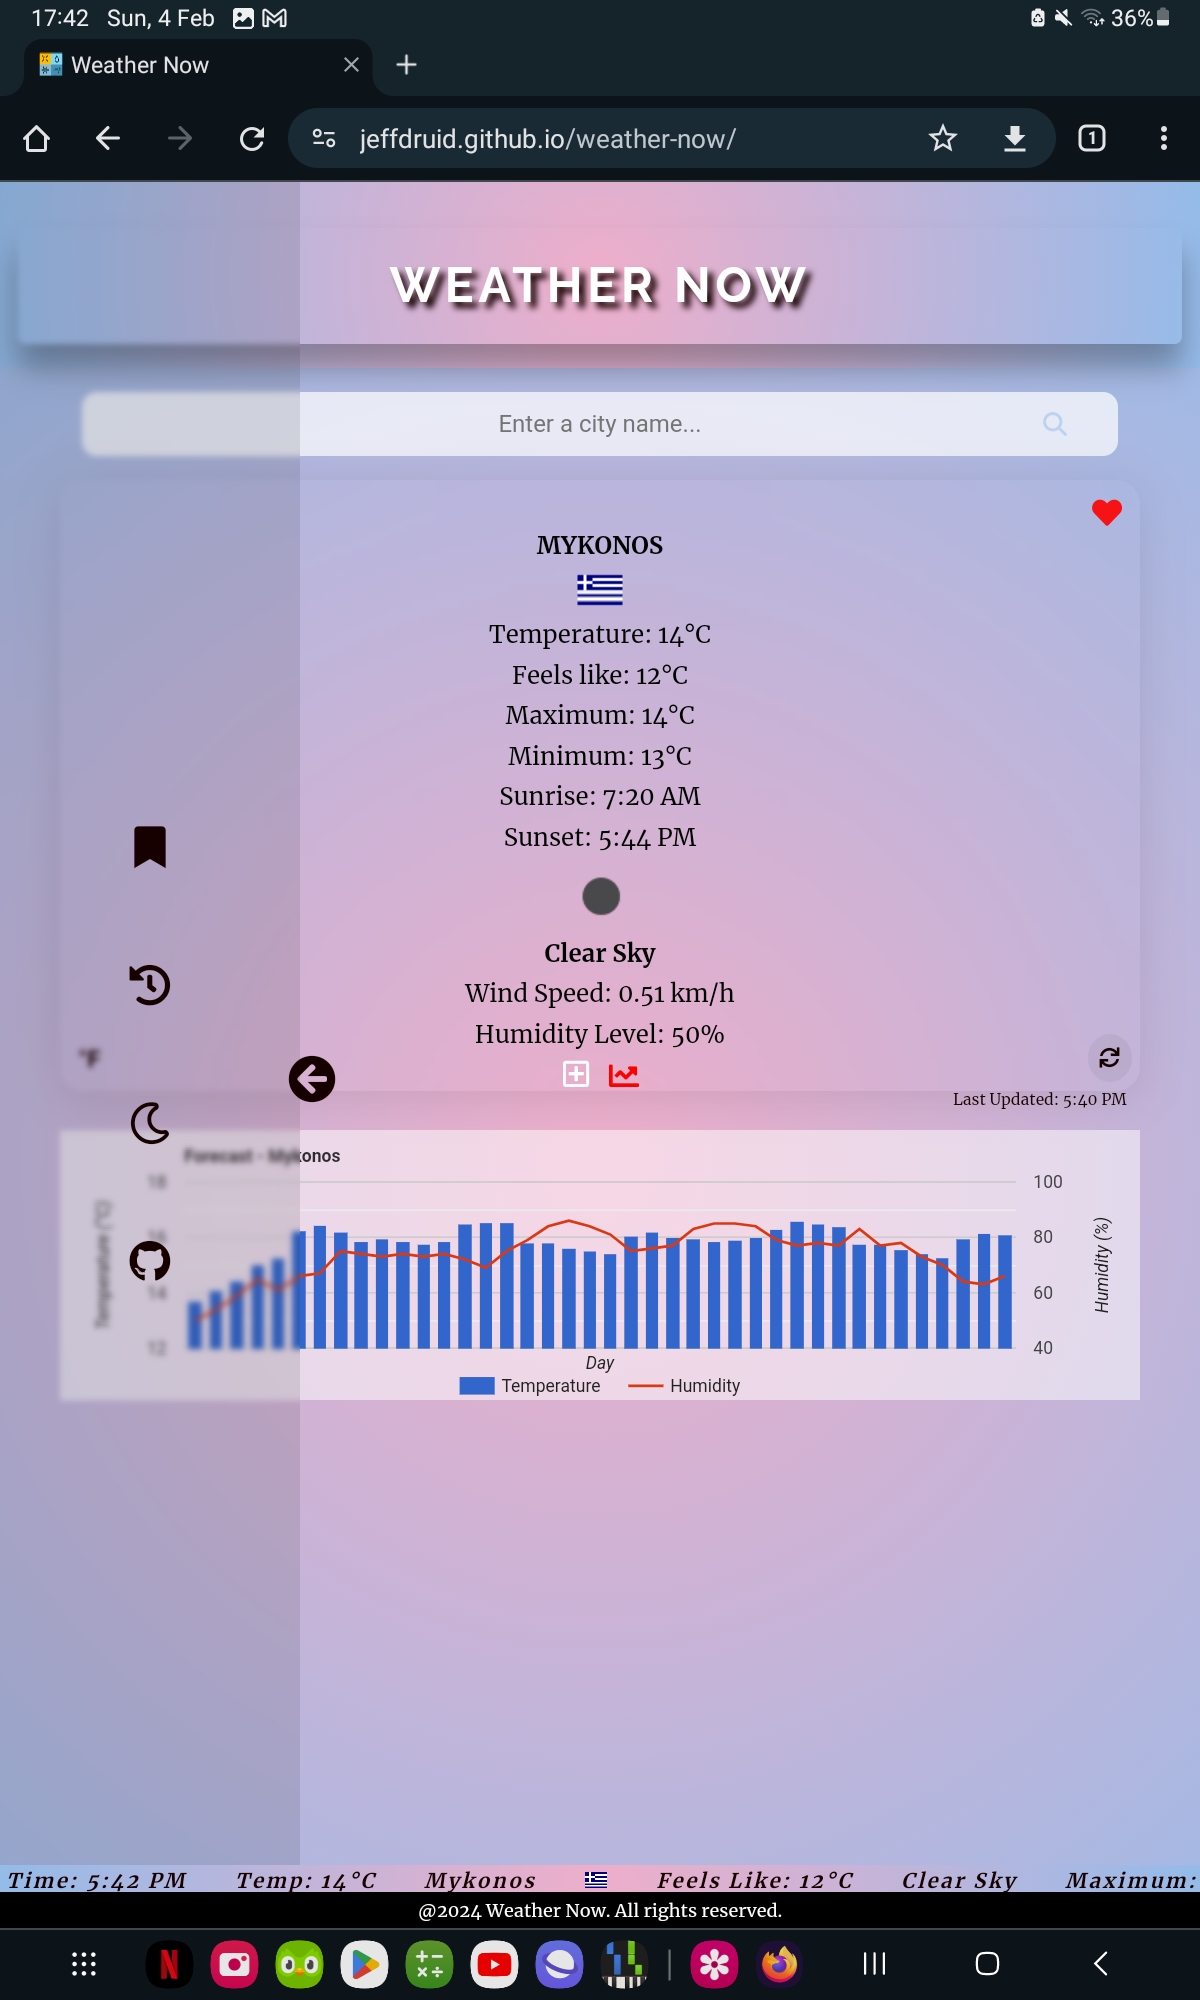 17:42 Sun, 4 Feb 36%
Weather Now
jeffdruid.github.io/weather-now/ 1
WEATHER NOW
Enter a city name...
MYKONOS
Temperature: 14°C
Feels like: 12°C
Maximum: 14°C
Minimum: 13°C
Sunrise: 7:20 AM
Sunset: 5:44 PM
Clear Sky
Wind Speed: 0.51 km/h
Humidity Level: 50%
°F
Last Updated: 5:40 PM
Forecast - Mykonos
18 100
16 80
14 60
12 40
Temperature (°C)
Humidity (%)
Day
Temperature Humidity
Time: 5:42 PM Temp: 14°C Mykonos Feels Like: 12°C Clear Sky Maximum:
@2024 Weather Now. All rights reserved.
N